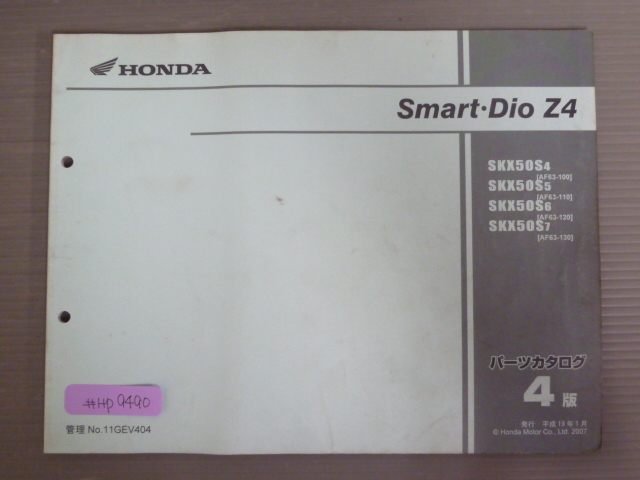 HONDA
Smart·Dio Z4
SKX50S4
[AF63-100]
SKX50S5
[AF63-110]
SKX50S6
[AF63-120]
SKX50S7
[AF63-130]
パーツカタログ
4版
#HP9490
管理 No.11GEV404
発行 平成19年1月
© Honda Motor Co., Ltd. 2007